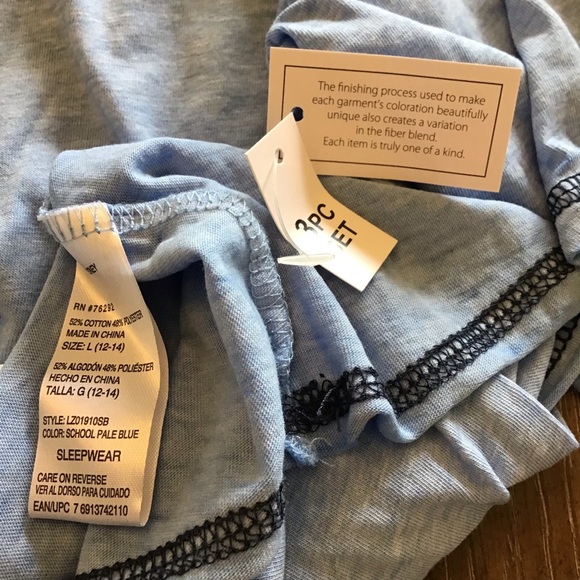 The finishing process used to make
each garment's coloration beautifully
unique also creates a variation
in the fiber blend.
Each item is truly one of a kind.
3PC
SET
RN #76292
52% COTTON 48% POLYESTER
MADE IN CHINA
SIZE: L (12-14)
52% ALGODÓN 48% POLIÉSTER
HECHO EN CHINA
TALLA: G (12-14)
STYLE: LZ01910SB
COLOR: SCHOOL PALE BLUE
SLEEPWEAR
CARE ON REVERSE
VER AL DORSO PARA CUIDADO
EAN/UPC 7 6913742110